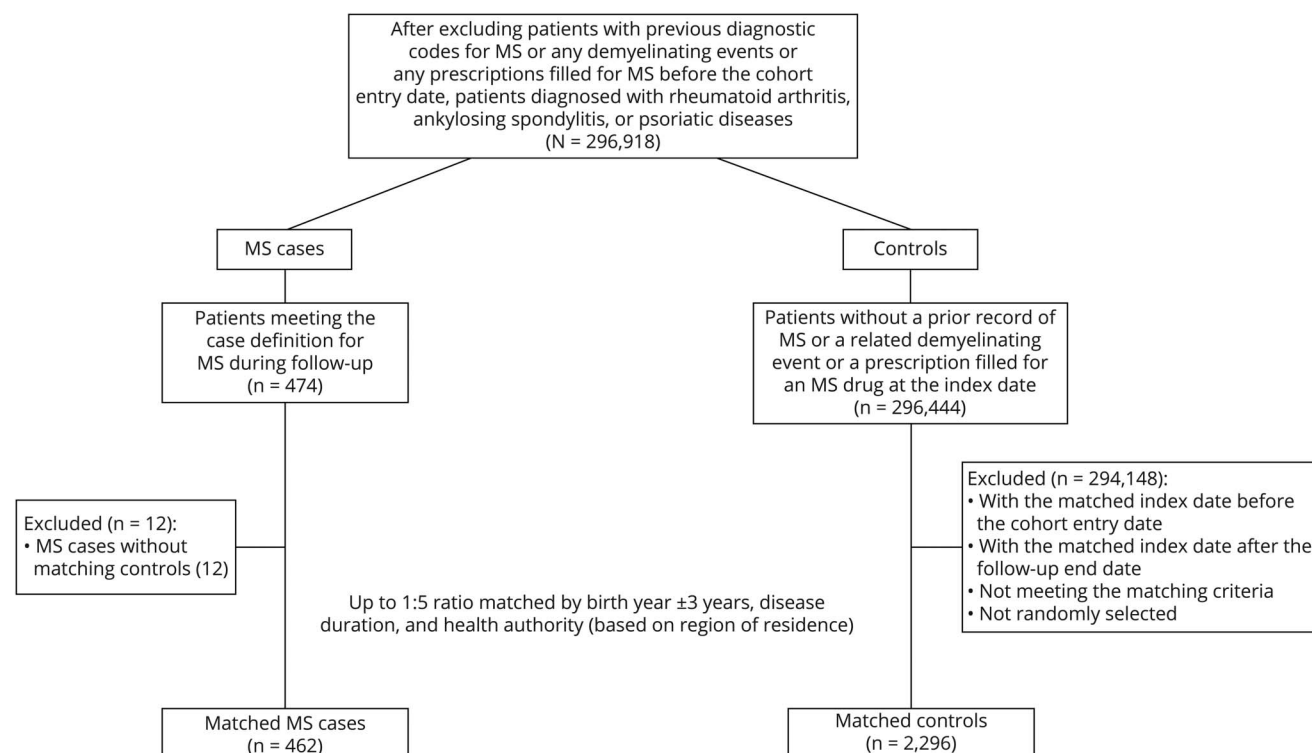 After excluding patients with previous diagnostic
codes for MS or any demyelinating events or
any prescriptions filled for MS before the cohort
entry date, patients diagnosed with rheumatoid arthritis,
ankylosing spondylitis, or psoriatic diseases
(N = 296,918)
MS cases
Controls
Patients meeting the
case definition for
MS during follow-up
(n = 474)
Patients without a prior record of
MS or a related demyelinating
event or a prescription filled for
an MS drug at the index date
(n = 296,444)
Excluded (n = 12):
• MS cases without
matching controls (12)
Excluded (n = 294,148):
• With the matched index date before
the cohort entry date
• With the matched index date after the
follow-up end date
• Not meeting the matching criteria
• Not randomly selected
Up to 1:5 ratio matched by birth year ±3 years, disease
duration, and health authority (based on region of residence)
Matched MS cases
(n = 462)
Matched controls
(n = 2,296)